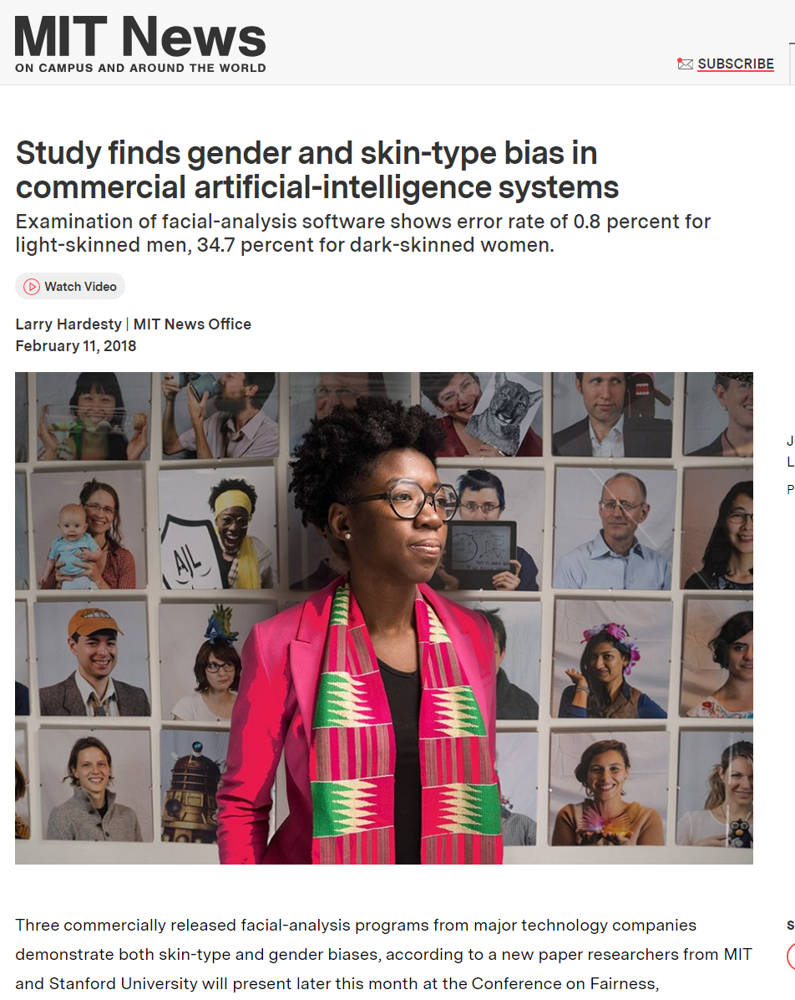 MIT News
ON CAMPUS AND AROUND THE WORLD
SUBSCRIBE
Study finds gender and skin-type bias in
commercial artificial-intelligence systems
Examination of facial-analysis software shows error rate of 0.8 percent for
light-skinned men, 34.7 percent for dark-skinned women.
Watch Video
Larry Hardesty | MIT News Office
February 11, 2018
AJL
Three commercially released facial-analysis programs from major technology companies
demonstrate both skin-type and gender biases, according to a new paper researchers from MIT
and Stanford University will present later this month at the Conference on Fairness,